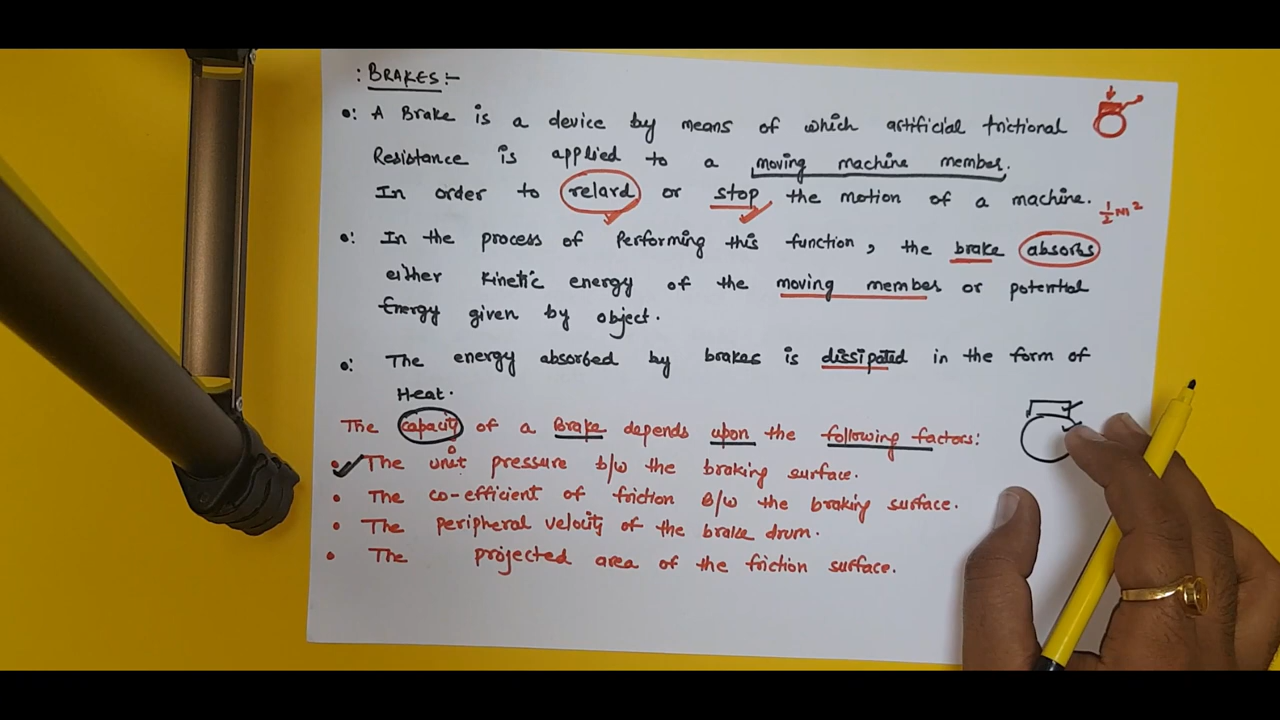 : BRAKES :-
•: A Brake is a device by means of which artificial frictional
Resistance is applied to a moving machine member.
In order to relard or stop the motion of a machine.
•: In the process of Performing this function, the brake absorbs
either Kinetic energy of the moving members or potential
Energy given by object.
•: The energy absorbed by brakes is dissipated in the form of
Heat.
The capacity of a Brake depends upon the following factors:
• The unit pressure b/w the braking surface.
• The co-efficient of friction B/w the braking surface.
• The peripheral velocity of the brake drum.
• The projected area of the friction surface.